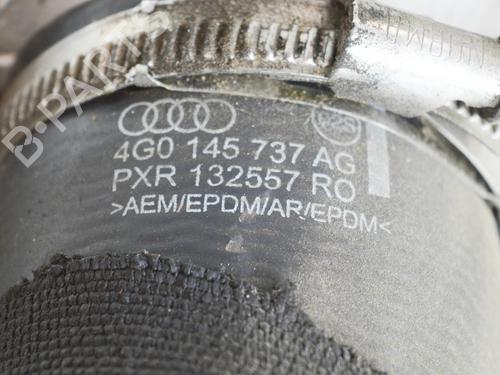 B-PARTS
4G0 145 737 AG
PXR 132557 RO
>AEM/EPDM/AR/EPDM<